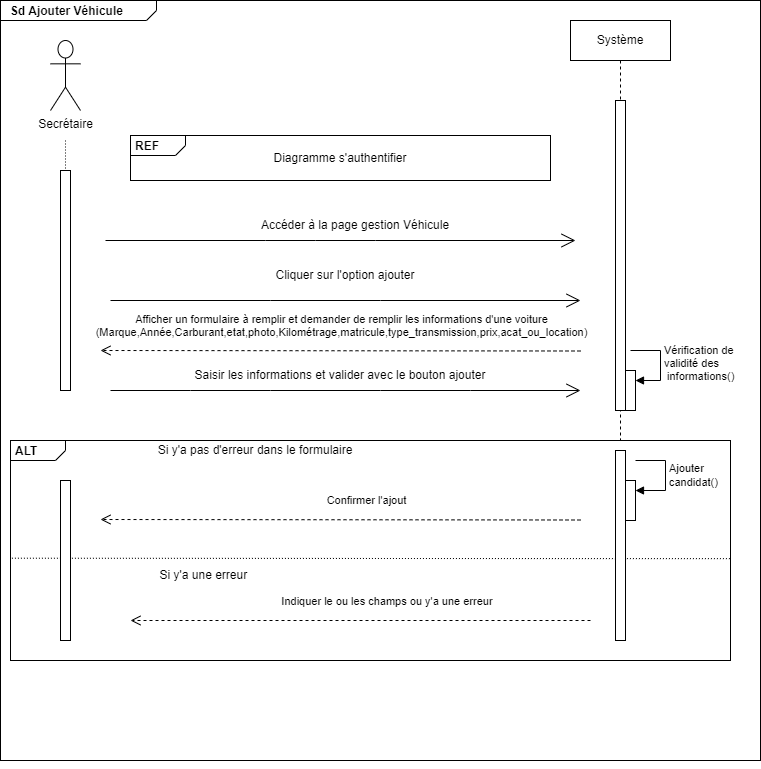 Sd Ajouter Véhicule
Système
Secrétaire
REF
Diagramme s'authentifier
Accéder à la page gestion Véhicule
Cliquer sur l'option ajouter
Afficher un formulaire à remplir et demander de remplir les informations d'une voiture
(Marque,Année,Carburant,etat,photo,Kilométrage,matricule,type_transmission,prix,acat_ou_location)
Vérification de
validité des
informations()
Saisir les informations et valider avec le bouton ajouter
ALT
Si y'a pas d'erreur dans le formulaire
Ajouter
candidat()
Confirmer l'ajout
Si y'a une erreur
Indiquer le ou les champs ou y'a une erreur